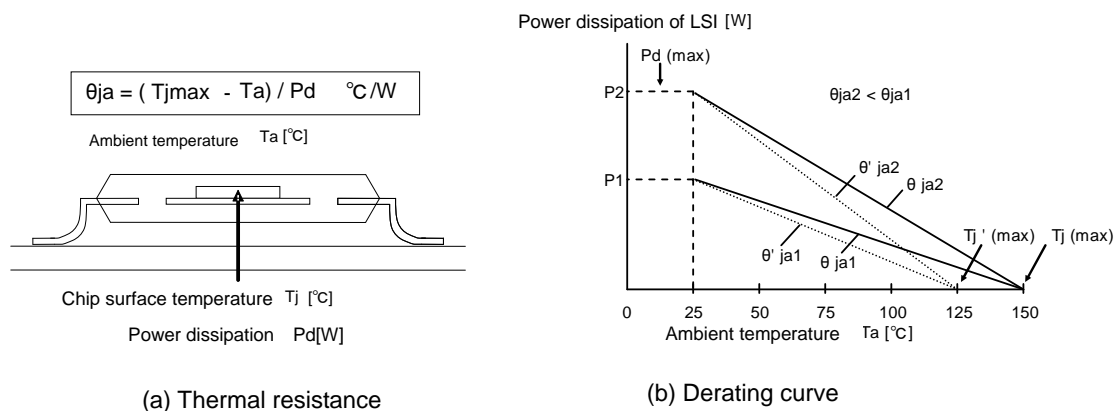 θja = ( Tjmax - Ta) / Pd ℃/W
Ambient temperature Ta [℃]
Chip surface temperature Tj [℃]
Power dissipation Pd[W]
(a) Thermal resistance
Power dissipation of LSI [W]
Pd (max)
P2
θja2 < θja1
P1
θ' ja2
θ ja2
θ' ja1
θ ja1
Tj ' (max)
Tj (max)
0 25 50 75 100 125 150
Ambient temperature Ta [℃]
(b) Derating curve